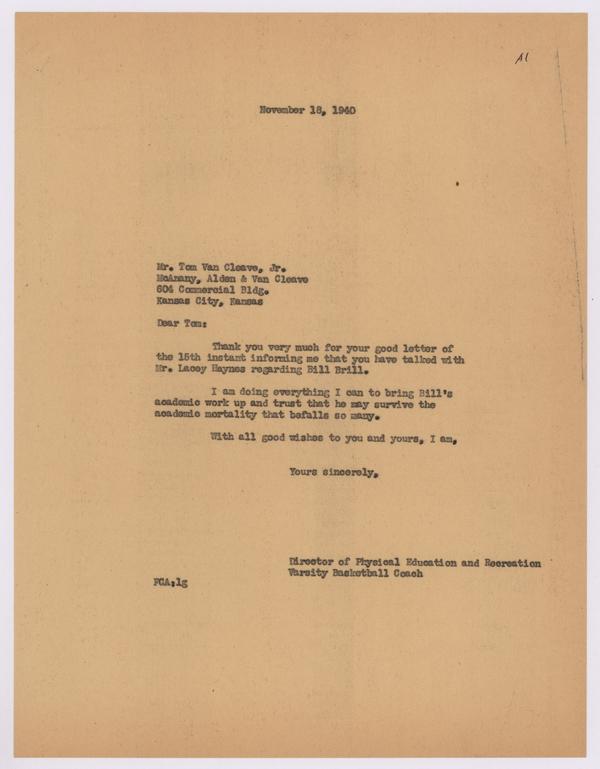 November 18, 1940
Mr. Tom Van Cleave, Jr.
McAnany, Alden & Van Cleave
604 Commercial Bldg.
Kansas City, Kansas
Dear Tom:
Thank you very much for your good letter of
the 15th instant informing me that you have talked with
Mr. Lacey Haynes regarding Bill Brill.
I am doing everything I can to bring Bill's
academic work up and trust that he may survive the
academic mortality that befalls so many.
With all good wishes to you and yours, I am,
Yours sincerely,
Director of Physical Education and Recreation
Varsity Basketball Coach
FCA:lg